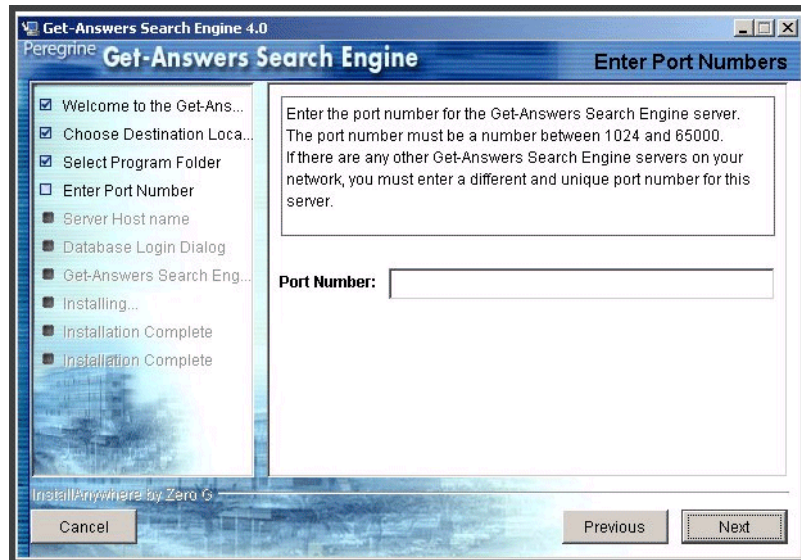 Get-Answers Search Engine 4.0
Peregrine Get-Answers Search Engine
Enter Port Numbers
Welcome to the Get-Ans...
Choose Destination Loca...
Select Program Folder
Enter Port Number
Server Host name
Database Login Dialog
Get-Answers Search Eng...
Installing...
Installation Complete
Installation Complete
Enter the port number for the Get-Answers Search Engine server.
The port number must be a number between 1024 and 65000.
If there are any other Get-Answers Search Engine servers on your
network, you must enter a different and unique port number for this
server.
Port Number:
InstallAnywhere by Zero G
Cancel
Previous
Next